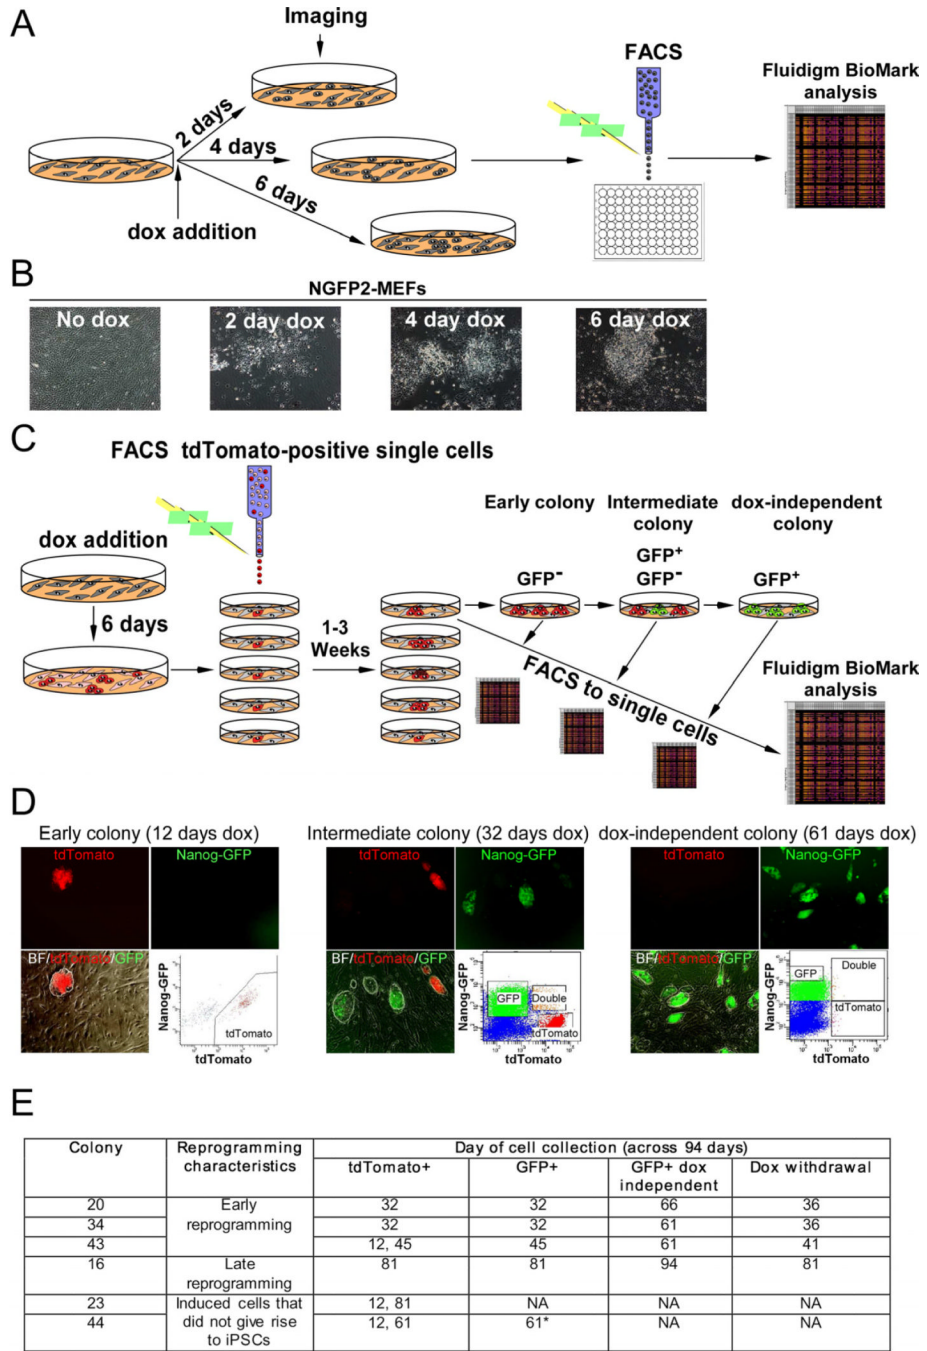 A
Imaging
FACS
Fluidigm BioMark
analysis
2 days
4 days
6 days
dox addition
B
NGFP2-MEFs
No dox
2 day dox
4 day dox
6 day dox
C
FACS tdTomato-positive single cells
Early colony
Intermediate
colony
dox-independent
colony
dox addition
GFP+
GFP-
GFP-
GFP+
6 days
1-3
Weeks
FACS to single cells
Fluidigm BioMark
analysis
D
Early colony (12 days dox)
Intermediate colony (32 days dox)
dox-independent colony (61 days dox)
tdTomato
Nanog-GFP
tdTomato
Nanog-GFP
tdTomato
Nanog-GFP
BF/tdTomato/GFP
Nanog-GFP
tdTomato
tdTomato
BF/tdTomato/GFP
Nanog-GFP
GFP
Double
tdTomato
tdTomato
BF/tdTomato/GFP
Nanog-GFP
GFP
Double
tdTomato
tdTomato
E
Colony
Reprogramming
characteristics
Day of cell collection (across 94 days)
tdTomato+
GFP+
GFP+ dox
independent
Dox withdrawal
20
Early
reprogramming
32
32
66
36
34
32
32
61
36
43
12, 45
45
61
41
16
Late
reprogramming
81
81
94
81
23
Induced cells that
did not give rise
to iPSCs
12, 81
NA
NA
NA
44
12, 61
61*
NA
NA